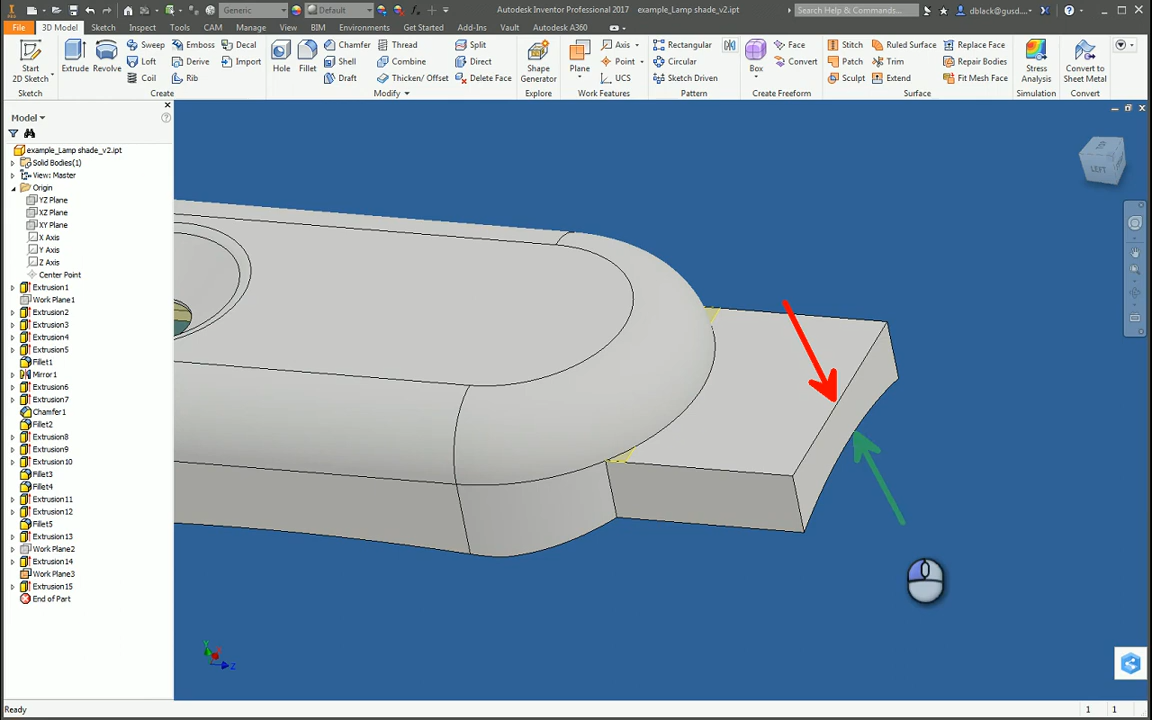 Generic
Default
Autodesk Inventor Professional 2017 example_Lamp shade_v2.ipt
Search Help & Commands...
dblack@gusd...
File 3D Model Sketch Inspect Tools CAM Manage View BIM Environments Get Started Add-Ins Vault Autodesk A360
Start
2D Sketch
Extrude
Revolve
Sweep
Loft
Coil
Emboss
Derive
Rib
Decal
Import
Hole
Fillet
Chamfer
Shell
Draft
Thread
Combine
Thicken/ Offset
Split
Direct
Delete Face
Shape
Generator
Plane
Axis
Point
UCS
Rectangular
Circular
Sketch Driven
Box
Face
Convert
Stitch
Patch
Sculpt
Ruled Surface
Trim
Extend
Replace Face
Repair Bodies
Fit Mesh Face
Stress
Analysis
Convert to
Sheet Metal
Sketch Create Modify Explore Work Features Pattern Create Freeform Surface Simulation Convert
Model
example_Lamp shade_v2.ipt
Solid Bodies(1)
View: Master
Origin
YZ Plane
XZ Plane
XY Plane
X Axis
Y Axis
Z Axis
Center Point
Extrusion1
Work Plane1
Extrusion2
Extrusion3
Extrusion4
Extrusion5
Fillet1
Mirror1
Extrusion6
Extrusion7
Chamfer1
Fillet2
Extrusion8
Extrusion9
Extrusion10
Fillet3
Fillet4
Extrusion11
Extrusion12
Fillet5
Extrusion13
Work Plane2
Extrusion14
Work Plane3
Extrusion15
End of Part
LEFT
Y
Z
Ready
1 1